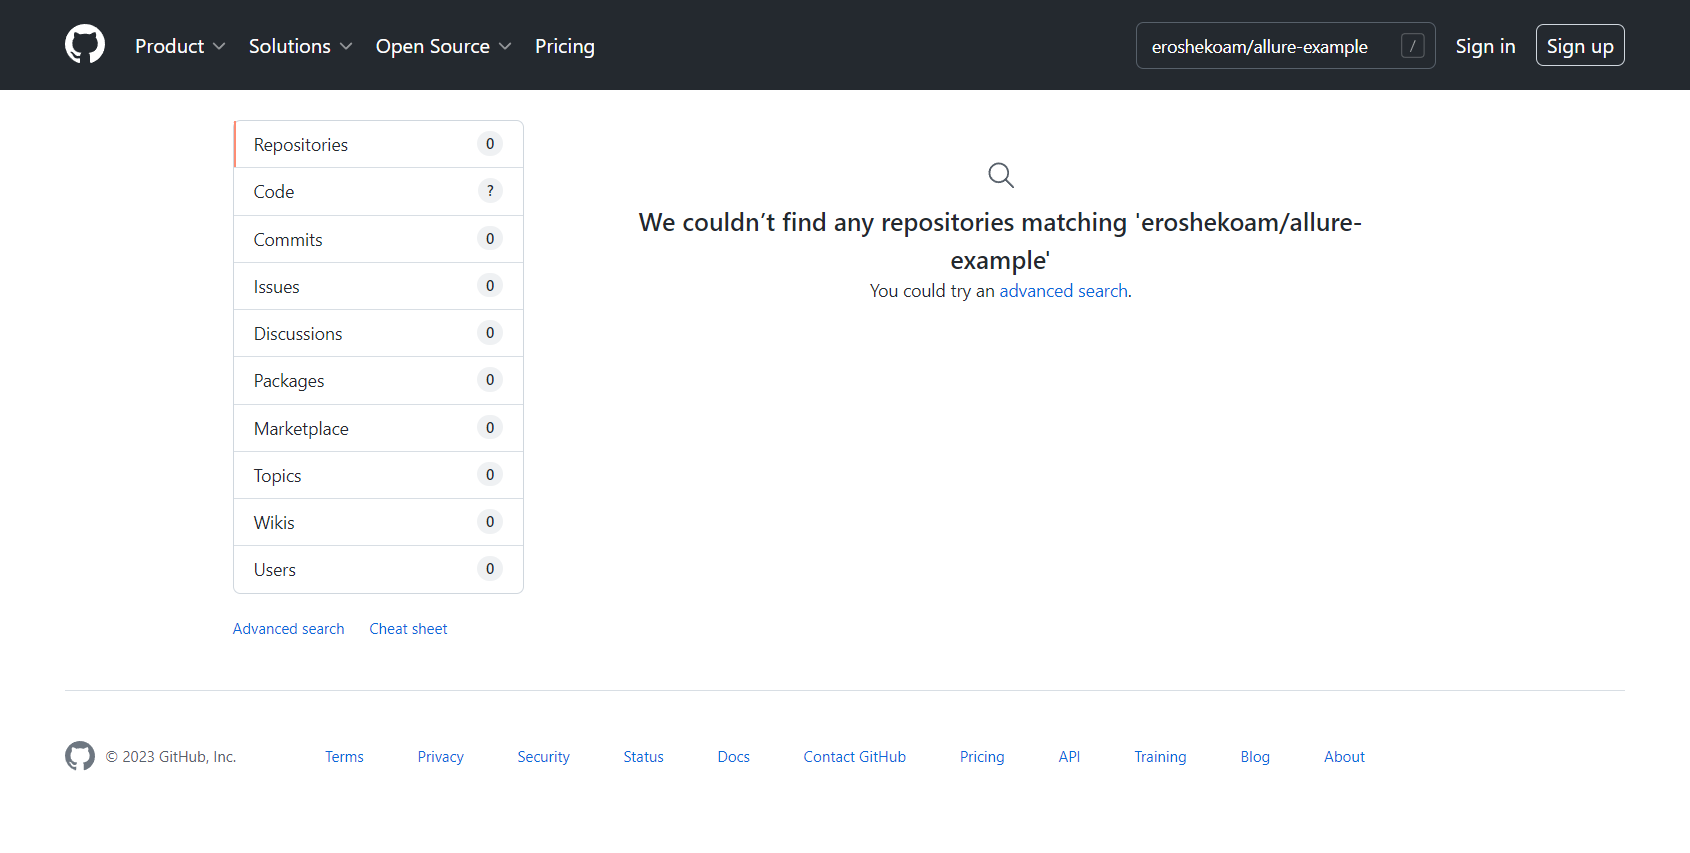 Product Solutions Open Source Pricing eroshekoam/allure-example / Sign in Sign up
Repositories 0
Code ?
Commits 0
Issues 0
Discussions 0
Packages 0
Marketplace 0
Topics 0
Wikis 0
Users 0
Advanced search Cheat sheet
We couldn’t find any repositories matching 'eroshekoam/allure-
example'
You could try an advanced search.
© 2023 GitHub, Inc. Terms Privacy Security Status Docs Contact GitHub Pricing API Training Blog About